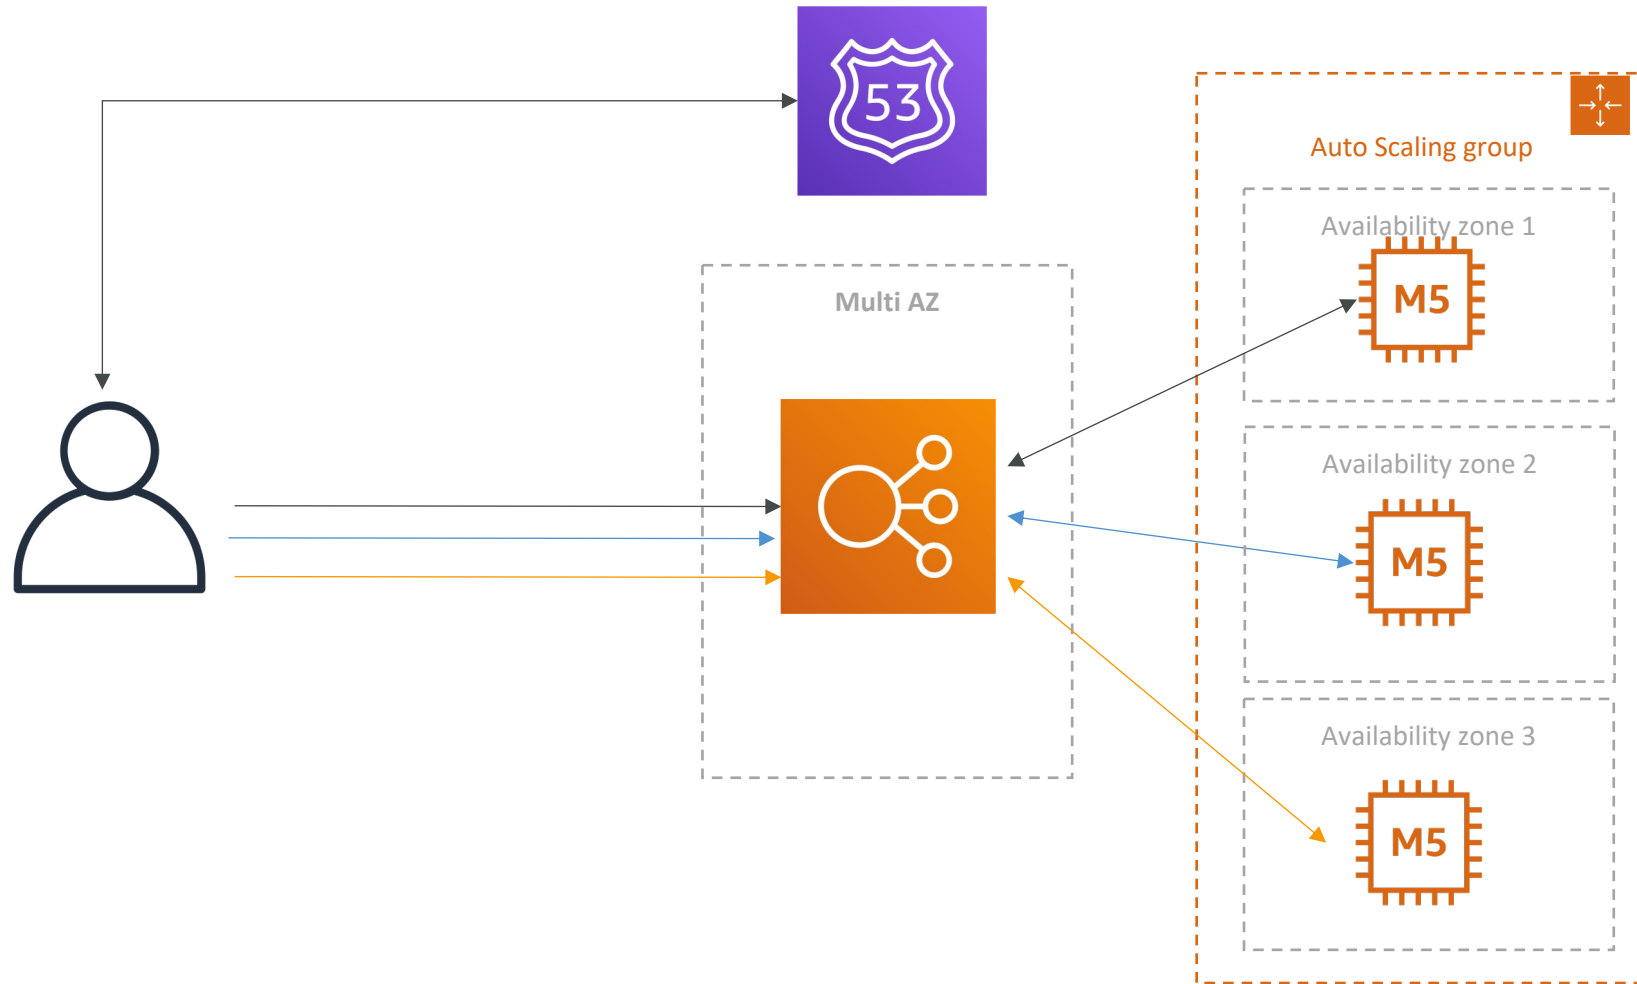 53
Auto Scaling group
Availability zone 1
M5
Multi AZ
Availability zone 2
M5
Availability zone 3
M5